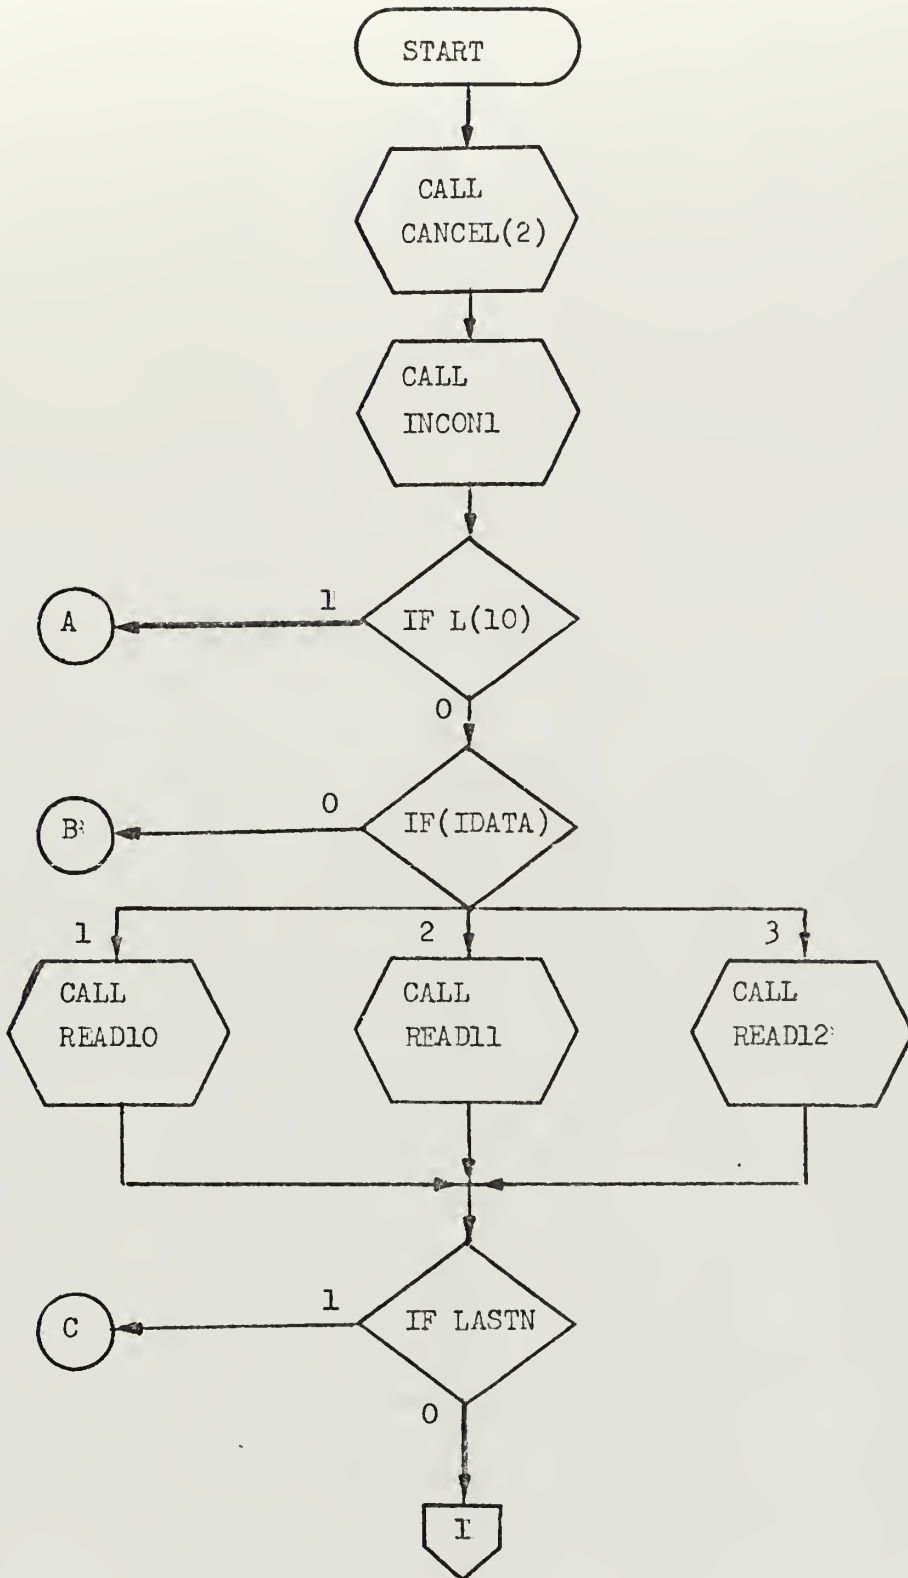 START
CALL
CANCEL(2)
CALL
INCON1
1
A
IF L(10)
0
0
B
IF(IDATA)
1
2
3
CALL
READ10
CALL
READ11
CALL
READ12
1
C
IF LASTN
0
1